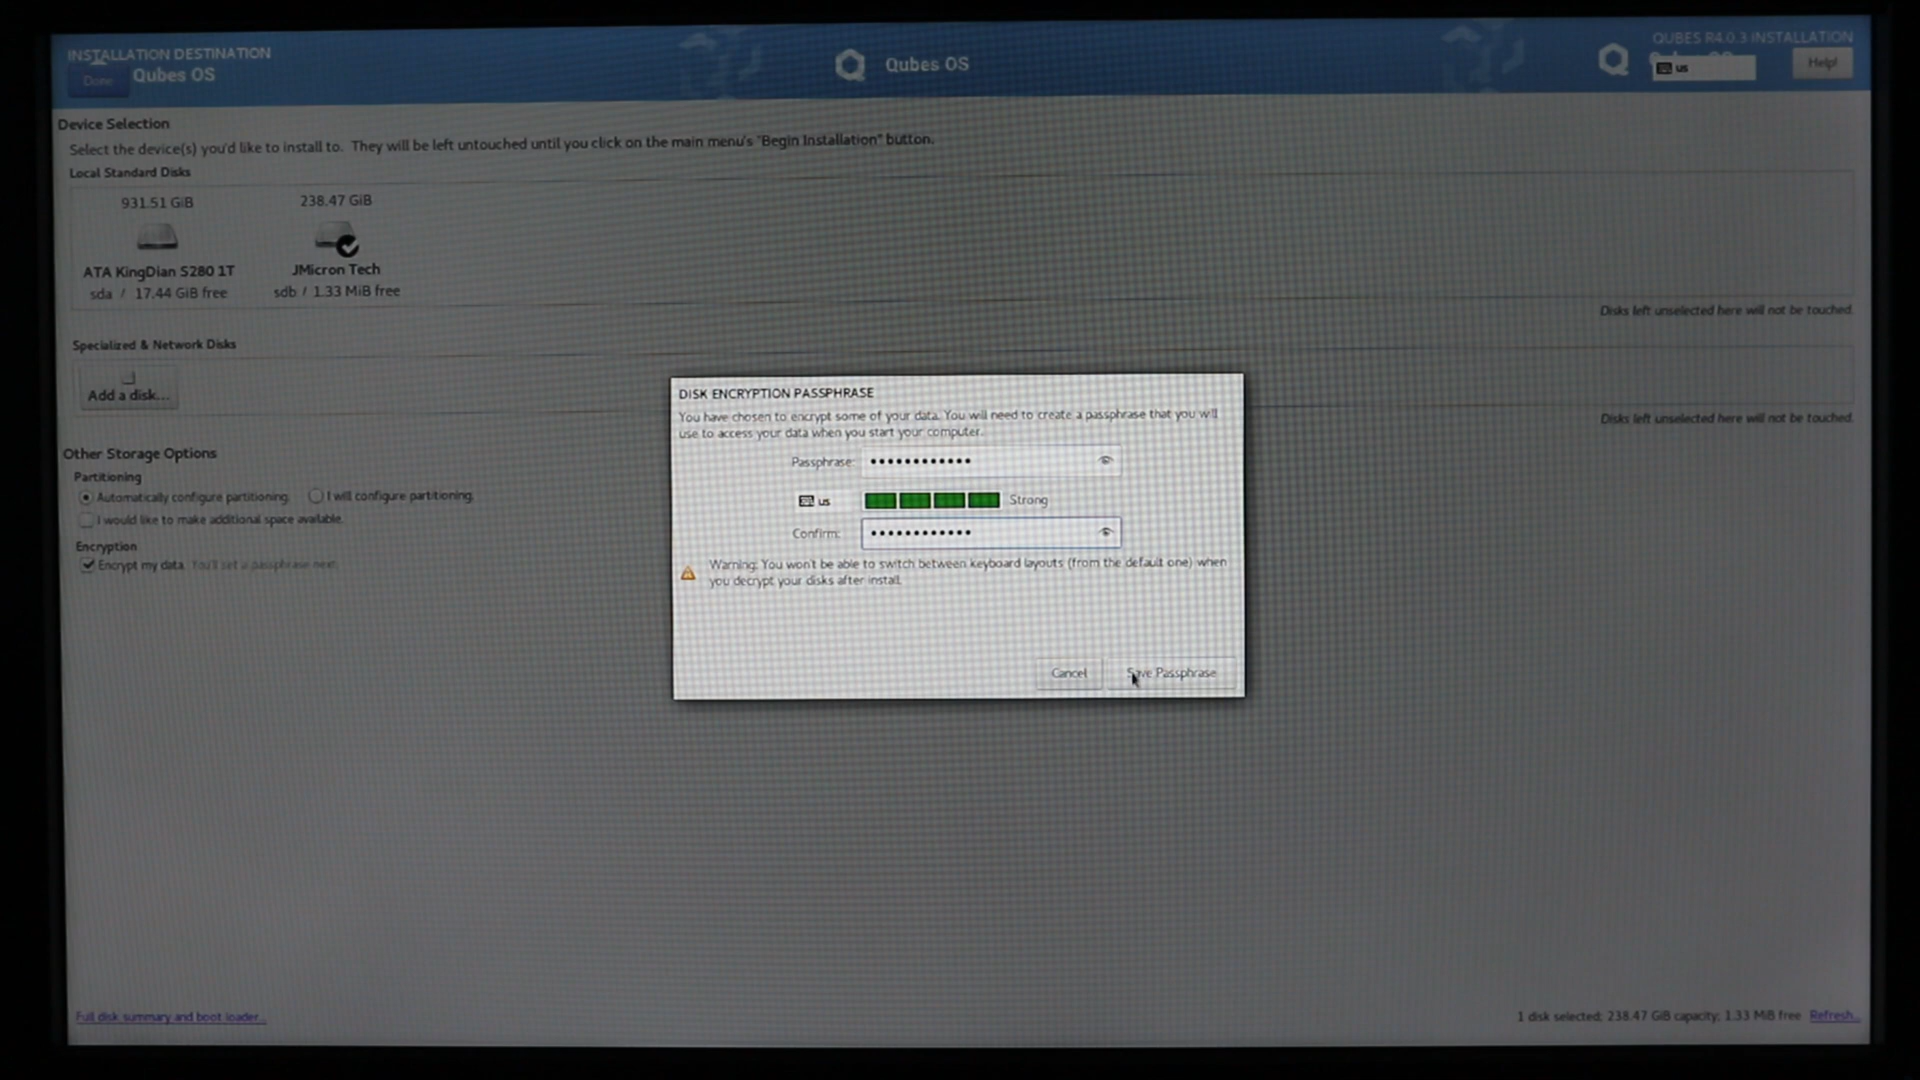 INSTALLATION DESTINATION
Done
Qubes OS
Qubes OS
QUBES R4.0.3 INSTALLATION
us
Help!
Device Selection
Select the device(s) you'd like to install to. They will be left untouched until you click on the main menu's "Begin Installation" button.
Local Standard Disks
931.51 GiB
238.47 GiB
ATA KingDian S280 1T
JMicron Tech
sda / 17.44 GiB free
sdb / 1.33 MiB free
Disks left unselected here will not be touched.
Specialized & Network Disks
Add a disk...
Disks left unselected here will not be touched.
Other Storage Options
Partitioning
Automatically configure partitioning.
I will configure partitioning.
I would like to make additional space available.
Encryption
Encrypt my data. You'll set a passphrase next.
DISK ENCRYPTION PASSPHRASE
You have chosen to encrypt some of your data. You will need to create a passphrase that you will
use to access your data when you start your computer.
Passphrase: ••••••••••••
us
Strong
Confirm: ••••••••••••
Warning: You won't be able to switch between keyboard layouts (from the default one) when
you decrypt your disks after install.
Cancel
Save Passphrase
Full disk summary and boot loader...
1 disk selected; 238.47 GiB capacity; 1.33 MiB free Refresh...